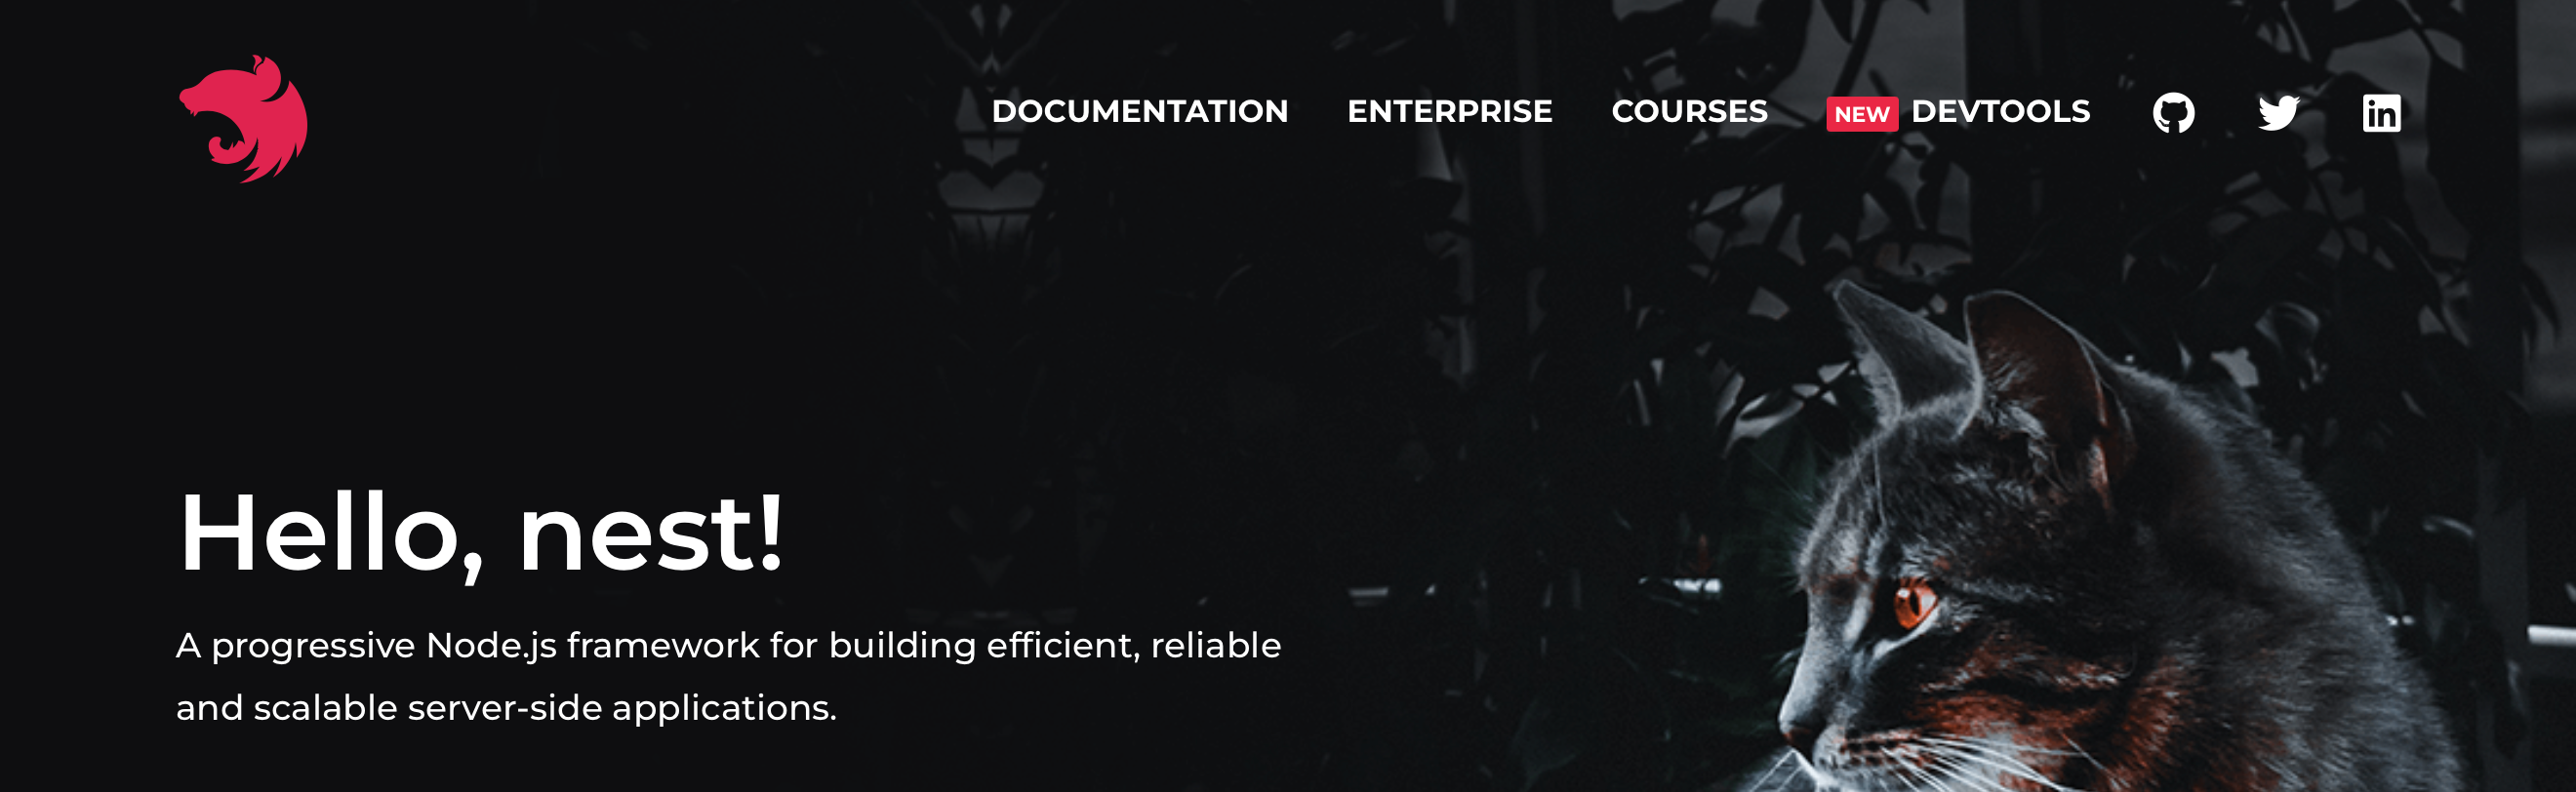 DOCUMENTATION ENTERPRISE COURSES NEW DEVTOOLS
Hello, nest!
A progressive Node.js framework for building efficient, reliable
and scalable server-side applications.